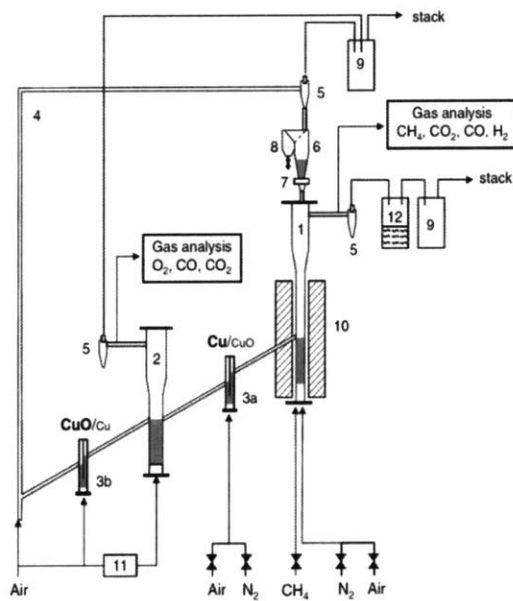 stack
9
4
5
Gas analysis
CH₄, CO₂, CO, H₂
8
6
7
stack
1
12
9
5
Gas analysis
O₂, CO, CO₂
10
5
2
Cu/CuO
3a
CuO/Cu
3b
11
Air
Air
N₂
CH₄
N₂
Air